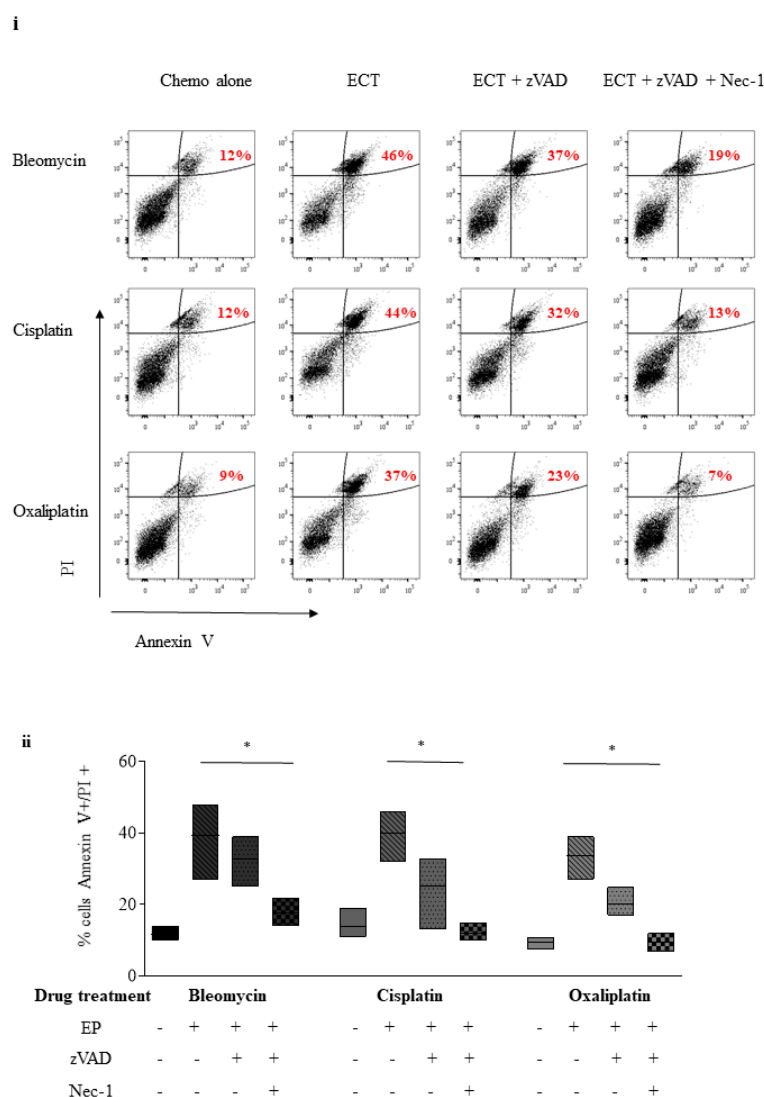 i
Chemo alone ECT ECT + zVAD ECT + zVAD + Nec-1
Bleomycin 12% 46% 37% 19%
Cisplatin 12% 44% 32% 13%
Oxaliplatin 9% 37% 23% 7%
PI
Annexin V
ii
* * *
% cells Annexin V+/PI +
60
40
20
0
Drug treatment Bleomycin Cisplatin Oxaliplatin
EP - + + + - + + + - + + +
zVAD - - + + - - + + - - + +
Nec-1 - - - + - - - + - - - +